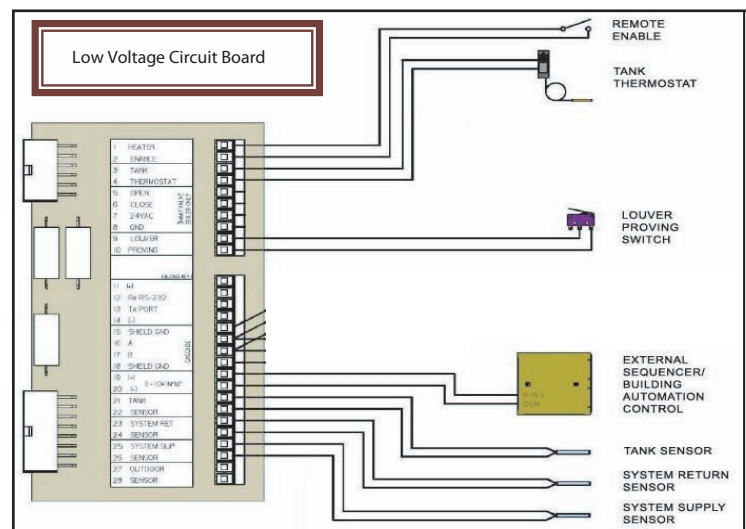 Low Voltage Circuit Board
REMOTE
ENABLE
TANK
THERMOSTAT
LOUVER
PROVING
SWITCH
EXTERNAL
SEQUENCER/
BUILDING
AUTOMATION
CONTROL
TANK SENSOR
SYSTEM RETURN
SENSOR
SYSTEM SUPPLY
SENSOR
1 HEATER
2 ENABLE
3 TANK
4 THERMOSTAT
5 OPEN
6 CLOSE
7 24VAC
8 GND
9 LOUVER
10 PROVING
11 (+)
12 Rx RS-232
13 Tx PORT
14 (-)
15 SHIELD GND
16 A
17 B
18 SHIELD GND
CASCADE
19 (+)
20 (-) 0-10V INPUT
21 TANK
22 SENSOR
23 SYSTEM RET
24 SENSOR
25 SYSTEM SUP
26 SENSOR
27 OUTDOOR
28 SENSOR
COM